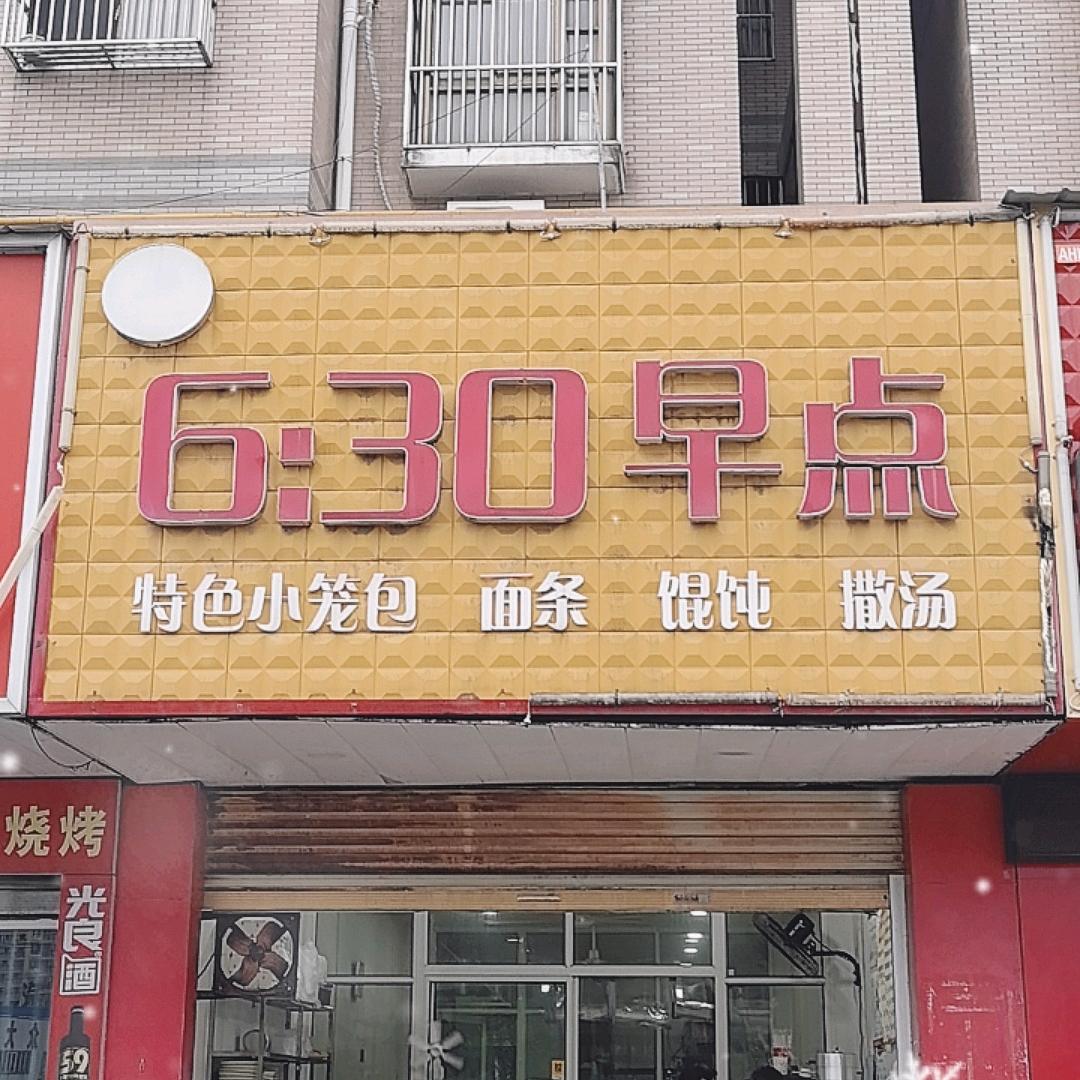 6:30早点
特色小笼包 面条 馄饨 撒汤
烧烤
光良酒
59